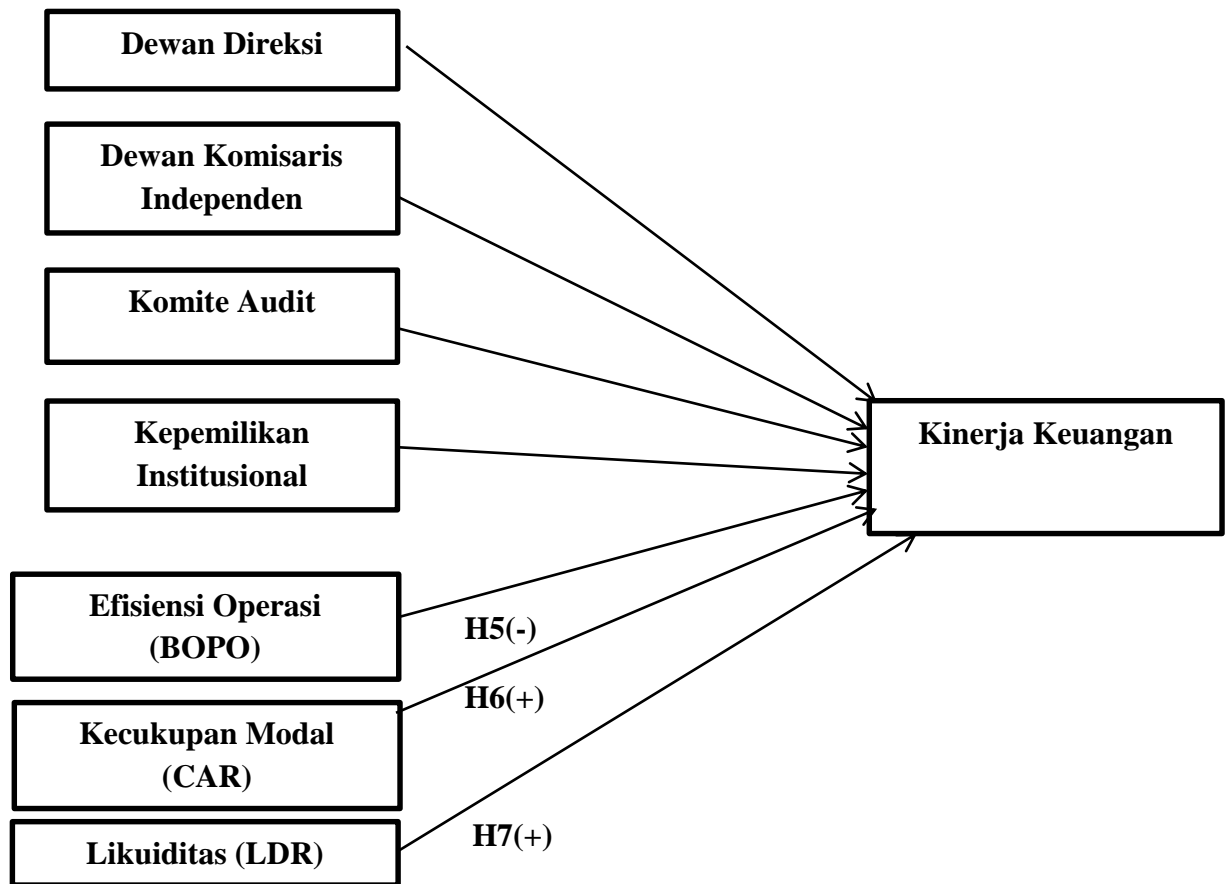 Dewan Direksi
Dewan Komisaris
Independen
Komite Audit
Kepemilikan
Institusional
Kinerja Keuangan
Efisiensi Operasi
(BOPO)
H5(-)
Kecukupan Modal
(CAR)
H6(+)
Likuiditas (LDR)
H7(+)